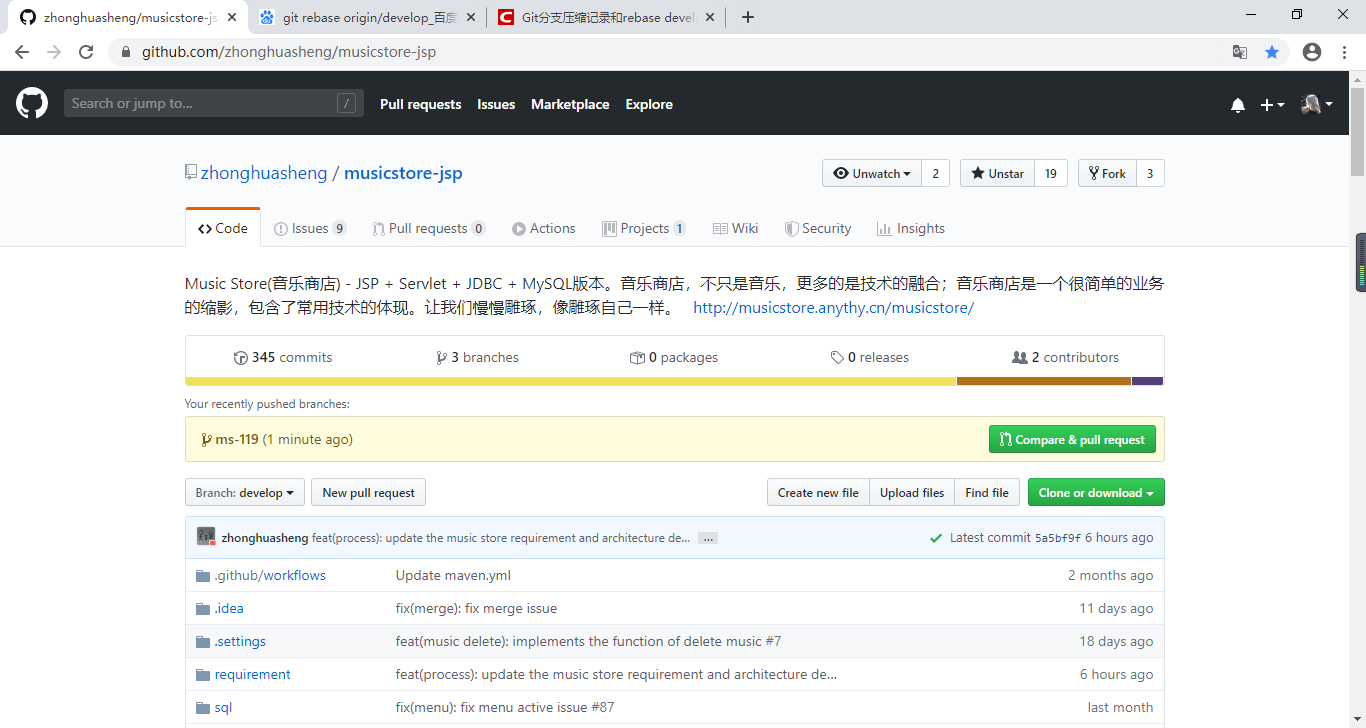 zhonghuasheng/musicstore-js
git rebase origin/develop_百度
Git分支压缩记录和rebase devel
github.com/zhonghuasheng/musicstore-jsp
Search or jump to... / Pull requests Issues Marketplace Explore
zhonghuasheng / musicstore-jsp
Unwatch 2 Unstar 19 Fork 3
Code Issues 9 Pull requests 0 Actions Projects 1 Wiki Security Insights
Music Store(音乐商店) - JSP + Servlet + JDBC + MySQL版本。音乐商店，不只是音乐，更多的是技术的融合；音乐商店是一个很简单的业务
的缩影，包含了常用技术的体现。让我们慢慢雕琢，像雕琢自己一样。 http://musicstore.anythy.cn/musicstore/
345 commits 3 branches 0 packages 0 releases 2 contributors
Your recently pushed branches:
ms-119 (1 minute ago) Compare & pull request
Branch: develop New pull request Create new file Upload files Find file Clone or download
zhonghuasheng feat(process): update the music store requirement and architecture de... ... Latest commit 5a5bf9f 6 hours ago
.github/workflows Update maven.yml 2 months ago
.idea fix(merge): fix merge issue 11 days ago
.settings feat(music delete): implements the function of delete music #7 18 days ago
requirement feat(process): update the music store requirement and architecture de... 6 hours ago
sql fix(menu): fix menu active issue #87 last month